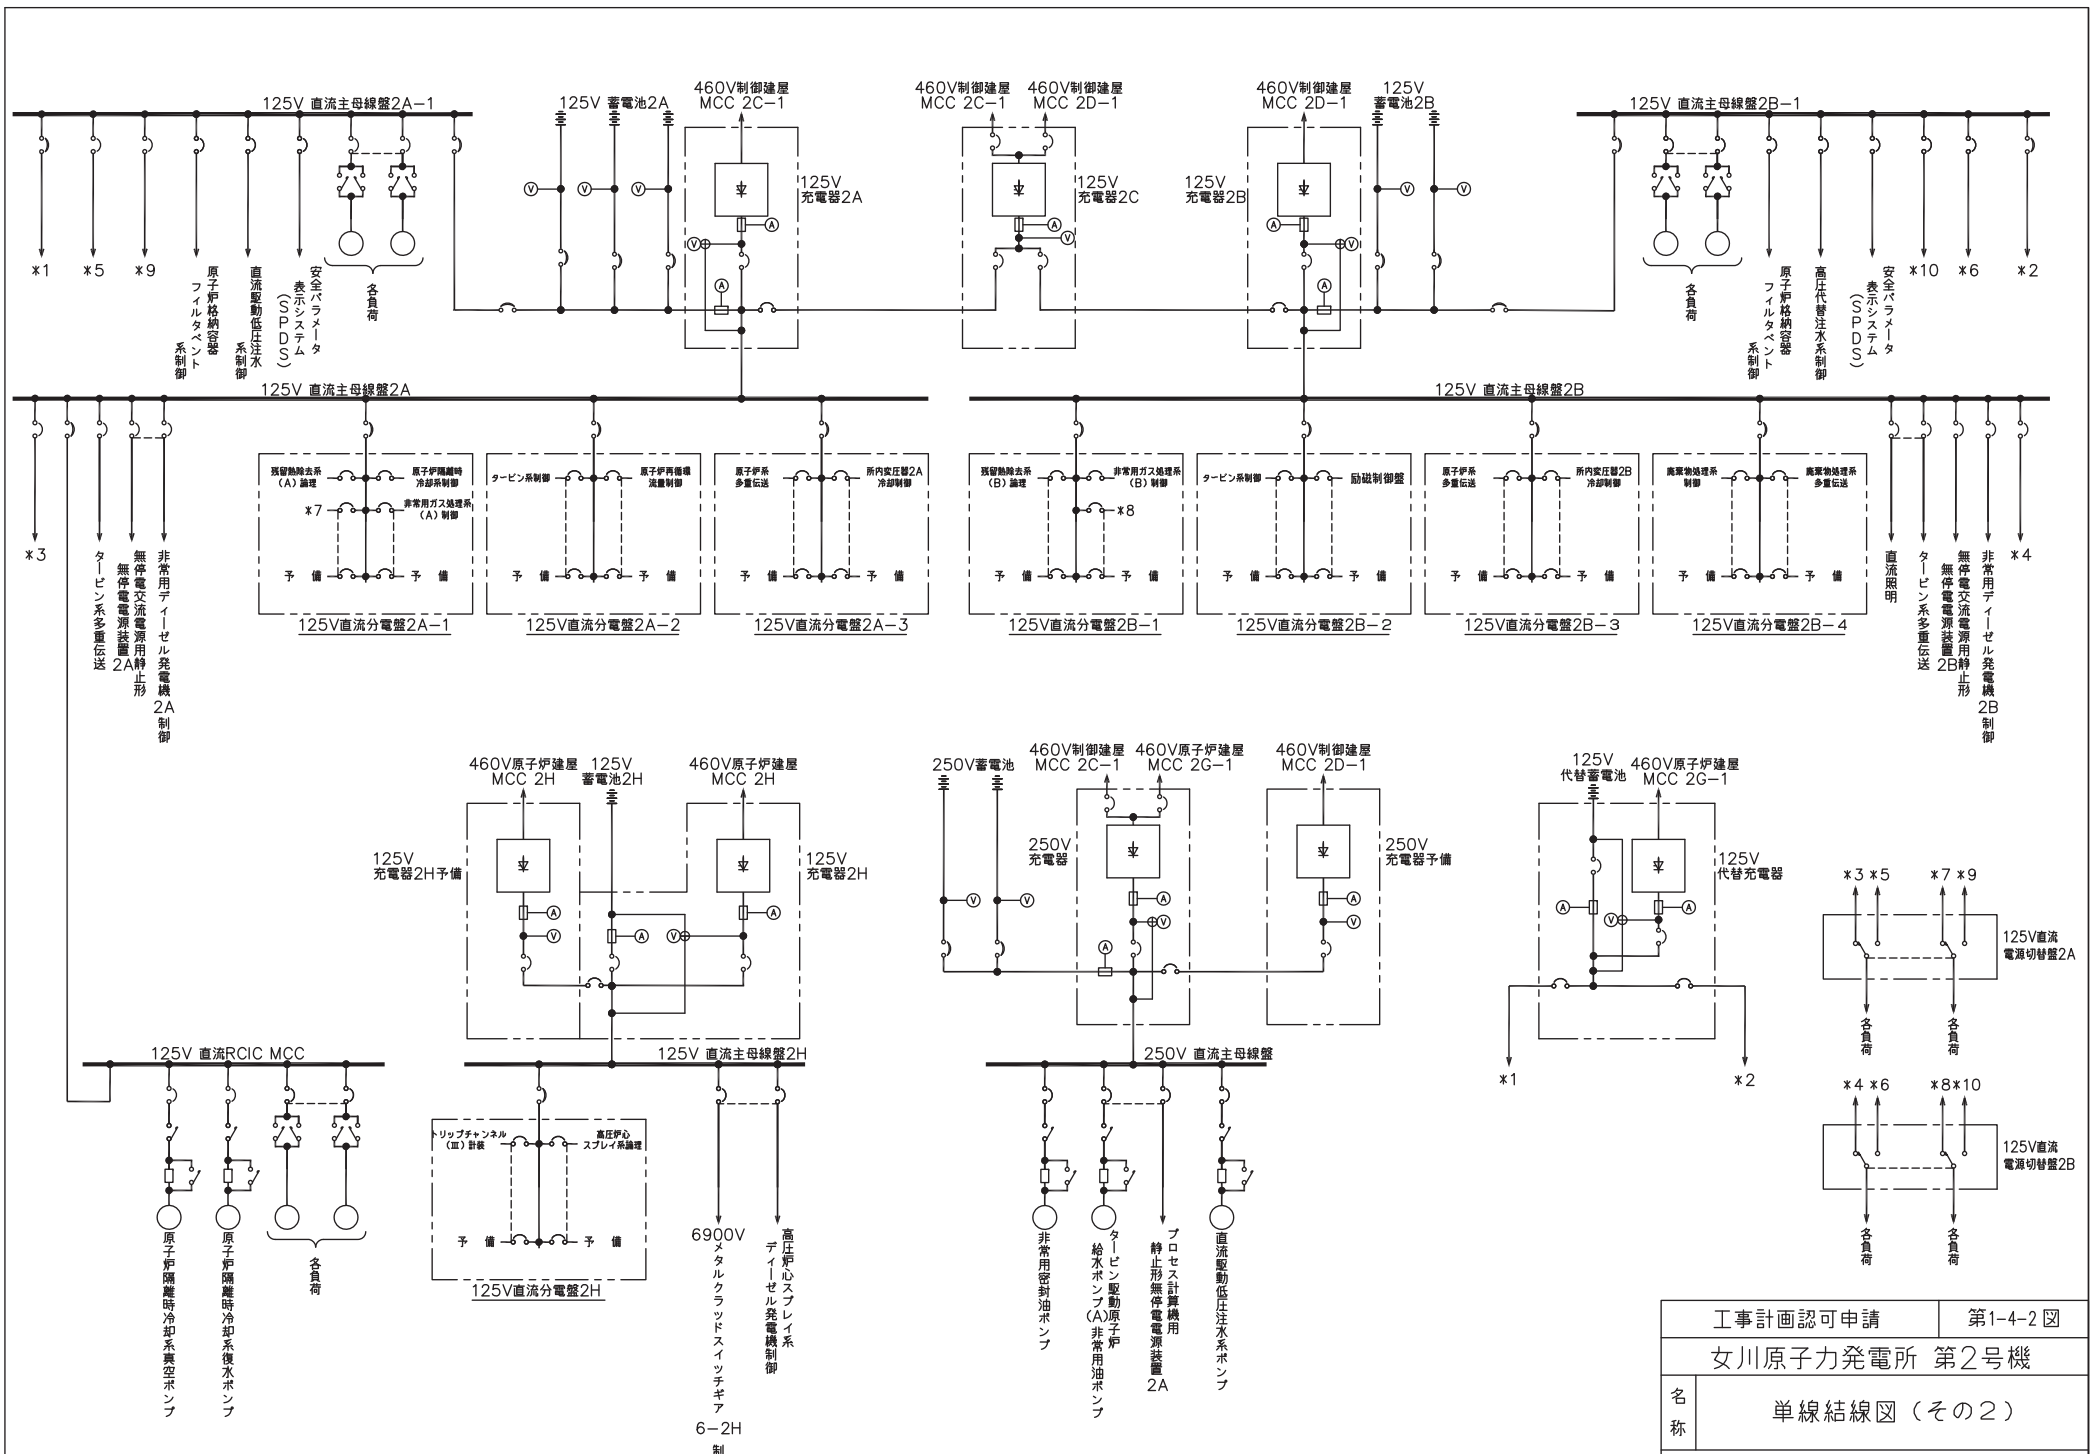 125V 直流主母線盤2A-1
125V 蓄電池2A
460V制御建屋
MCC 2C-1
460V制御建屋
MCC 2C-1
460V制御建屋
MCC 2D-1
460V制御建屋
MCC 2D-1
125V
蓄電池2B
125V 直流主母線盤2B-1
125V
充電器2A
125V
充電器2C
125V
充電器2B
V
V
V
A
V
A
A
V
A
V
A
V
V
*1
*5
*9
原子炉格納容器
フィルタベント
系制御
直流駆動低圧注水
系制御
安全パラメータ
表示システム
(SPDS)
各負荷
各負荷
原子炉格納容器
フィルタベント
系制御
高圧代替注水系制御
安全パラメータ
表示システム
(SPDS)
*10
*6
*2
125V 直流主母線盤2A
125V 直流主母線盤2B
*3
タービン系多重伝送
無停電交流電源用静止形
無停電電源装置2A
非常用ディーゼル発電機2A制御
残留熱除去系
(A)論理
原子炉隔離時
冷却系制御
*7
非常用ガス処理系
(A)制御
予 備
予 備
125V直流分電盤2A-1
タービン系制御
原子炉再循環
流量制御
予 備
予 備
125V直流分電盤2A-2
原子炉系
多重伝送
所内変圧器2A
冷却制御
予 備
予 備
125V直流分電盤2A-3
残留熱除去系
(B)論理
非常用ガス処理系
(B)制御
*8
予 備
予 備
125V直流分電盤2B-1
タービン系制御
励磁制御盤
予 備
予 備
125V直流分電盤2B-2
原子炉系
多重伝送
所内変圧器2B
冷却制御
予 備
予 備
125V直流分電盤2B-3
廃棄物処理系
制御
廃棄物処理系
多重伝送
予 備
予 備
125V直流分電盤2B-4
直流照明
タービン系多重伝送
無停電交流電源用静止形
無停電電源装置2B
非常用ディーゼル発電機2B制御
*4
460V原子炉建屋
MCC 2H
125V
蓄電池2H
460V原子炉建屋
MCC 2H
125V
充電器2H予備
125V
充電器2H
A
V
A
V
A
250V蓄電池
460V制御建屋
MCC 2C-1
460V原子炉建屋
MCC 2G-1
460V制御建屋
MCC 2D-1
250V
充電器
250V
充電器予備
V
V
A
V
A
A
V
125V
代替蓄電池
460V原子炉建屋
MCC 2G-1
125V
代替充電器
A
V
A
*1
*2
*3 *5
*7 *9
125V直流
電源切替盤2A
各負荷
各負荷
*4 *6
*8*10
125V直流
電源切替盤2B
各負荷
各負荷
125V 直流RCIC MCC
原子炉隔離時冷却系真空ポンプ
原子炉隔離時冷却系復水ポンプ
各負荷
125V 直流主母線盤2H
トリップチャンネル
(Ⅲ)計装
高圧炉心
スプレイ系論理
予 備
予 備
125V直流分電盤2H
6900V
メタルクラッドスイッチギア
6-2H
制
高圧炉心スプレイ系
ディーゼル発電機制御
250V 直流主母線盤
非常用密封油ポンプ
タービン駆動原子炉
給水ポンプ(A)非常用油ポンプ
プロセス計算機用
静止形無停電電源装置2A
直流駆動低圧注水系ポンプ
工事計画認可申請
第1-4-2図
女川原子力発電所 第2号機
名称
単線結線図(その2)